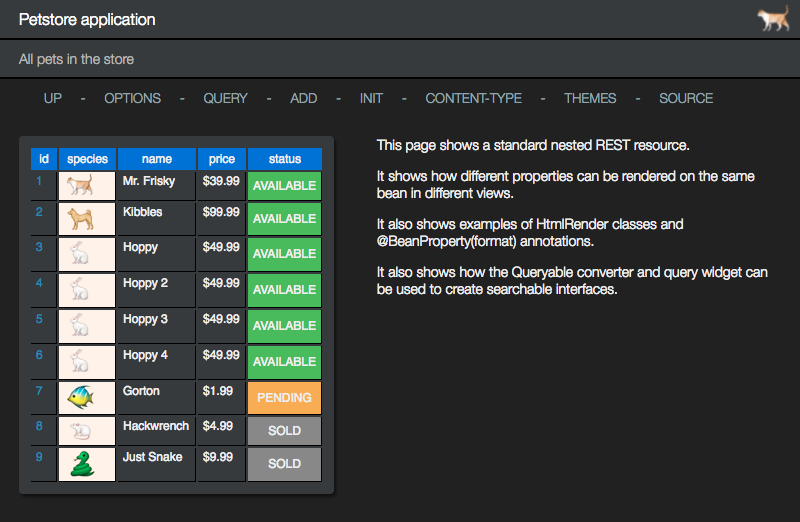 Petstore application
All pets in the store
UP - OPTIONS - QUERY - ADD - INIT - CONTENT-TYPE - THEMES - SOURCE
id species name price status
1 Mr. Frisky $39.99 AVAILABLE
2 Kibbles $99.99 AVAILABLE
3 Hoppy $49.99 AVAILABLE
4 Hoppy 2 $49.99 AVAILABLE
5 Hoppy 3 $49.99 AVAILABLE
6 Hoppy 4 $49.99 AVAILABLE
7 Gorton $1.99 PENDING
8 Hackwrench $4.99 SOLD
9 Just Snake $9.99 SOLD
This page shows a standard nested REST resource.
It shows how different properties can be rendered on the same
bean in different views.
It also shows examples of HtmlRender classes and
@BeanProperty(format) annotations.
It also shows how the Queryable converter and query widget can
be used to create searchable interfaces.